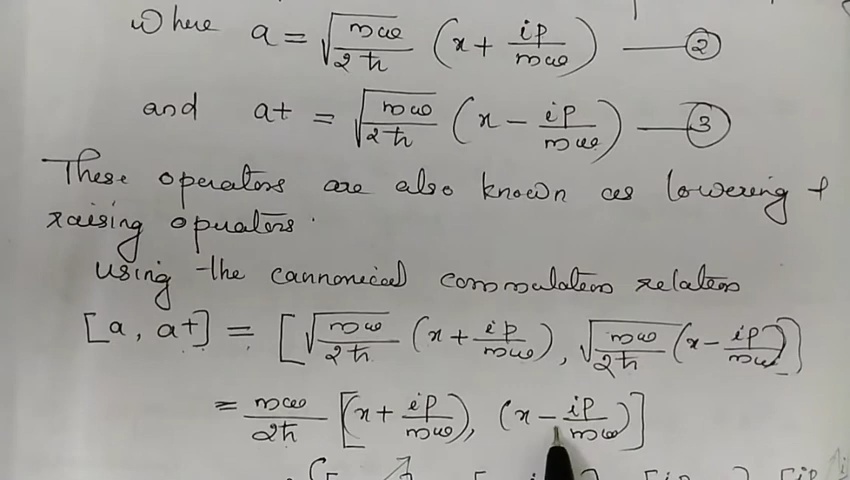 Where a = √(mω/2ħ) (x + ip/mω) —— ②
and a† = √(mω/2ħ) (x − ip/mω) —— ③
These operators are also known as lowering +
raising operators.
using the cannonical commutation relation
[a, a†] = [√(mω/2ħ) (x + ip/mω), √(mω/2ħ) (x − ip/mω)]
= mω/2ħ [(x + ip/mω), (x − ip/mω)]